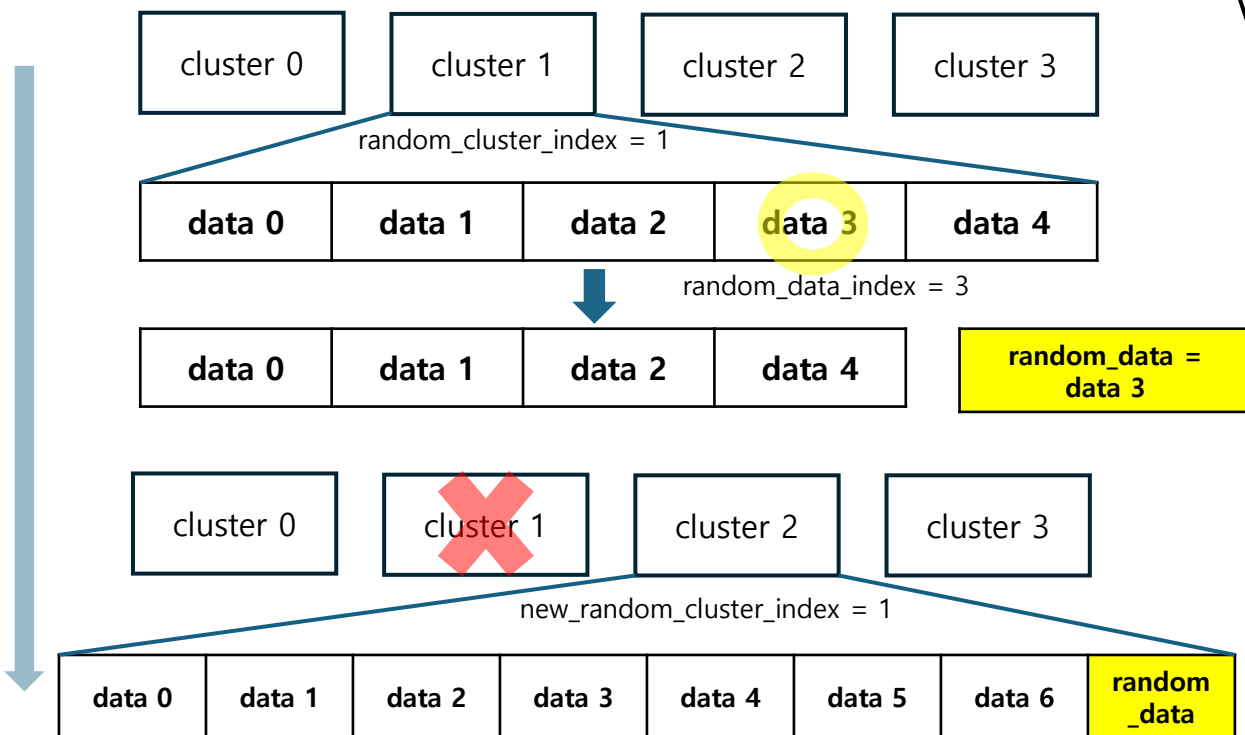 cluster 0 cluster 1 cluster 2 cluster 3
random_cluster_index = 1
data 0 data 1 data 2 data 3 data 4
random_data_index = 3
data 0 data 1 data 2 data 4
random_data =
data 3
cluster 0 cluster 1 cluster 2 cluster 3
new_random_cluster_index = 1
data 0 data 1 data 2 data 3 data 4 data 5 data 6
random
_data